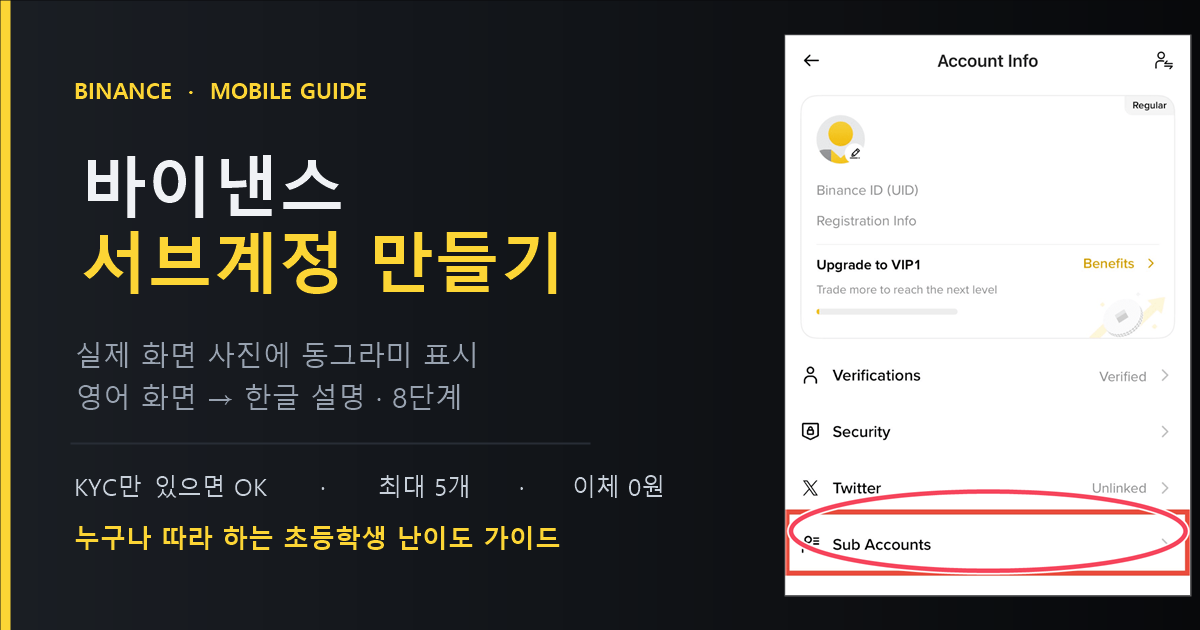 BINANCE · MOBILE GUIDE
바이낸스
서브계정 만들기
실제 화면 사진에 동그라미 표시
영어 화면 → 한글 설명 · 8단계
KYC만 있으면 OK · 최대 5개 · 이체 0원
누구나 따라 하는 초등학생 난이도 가이드
Account Info
Regular
Binance ID (UID)
Registration Info
Upgrade to VIP1 Benefits
Trade more to reach the next level
Verifications Verified
Security
Twitter Unlinked
Sub Accounts